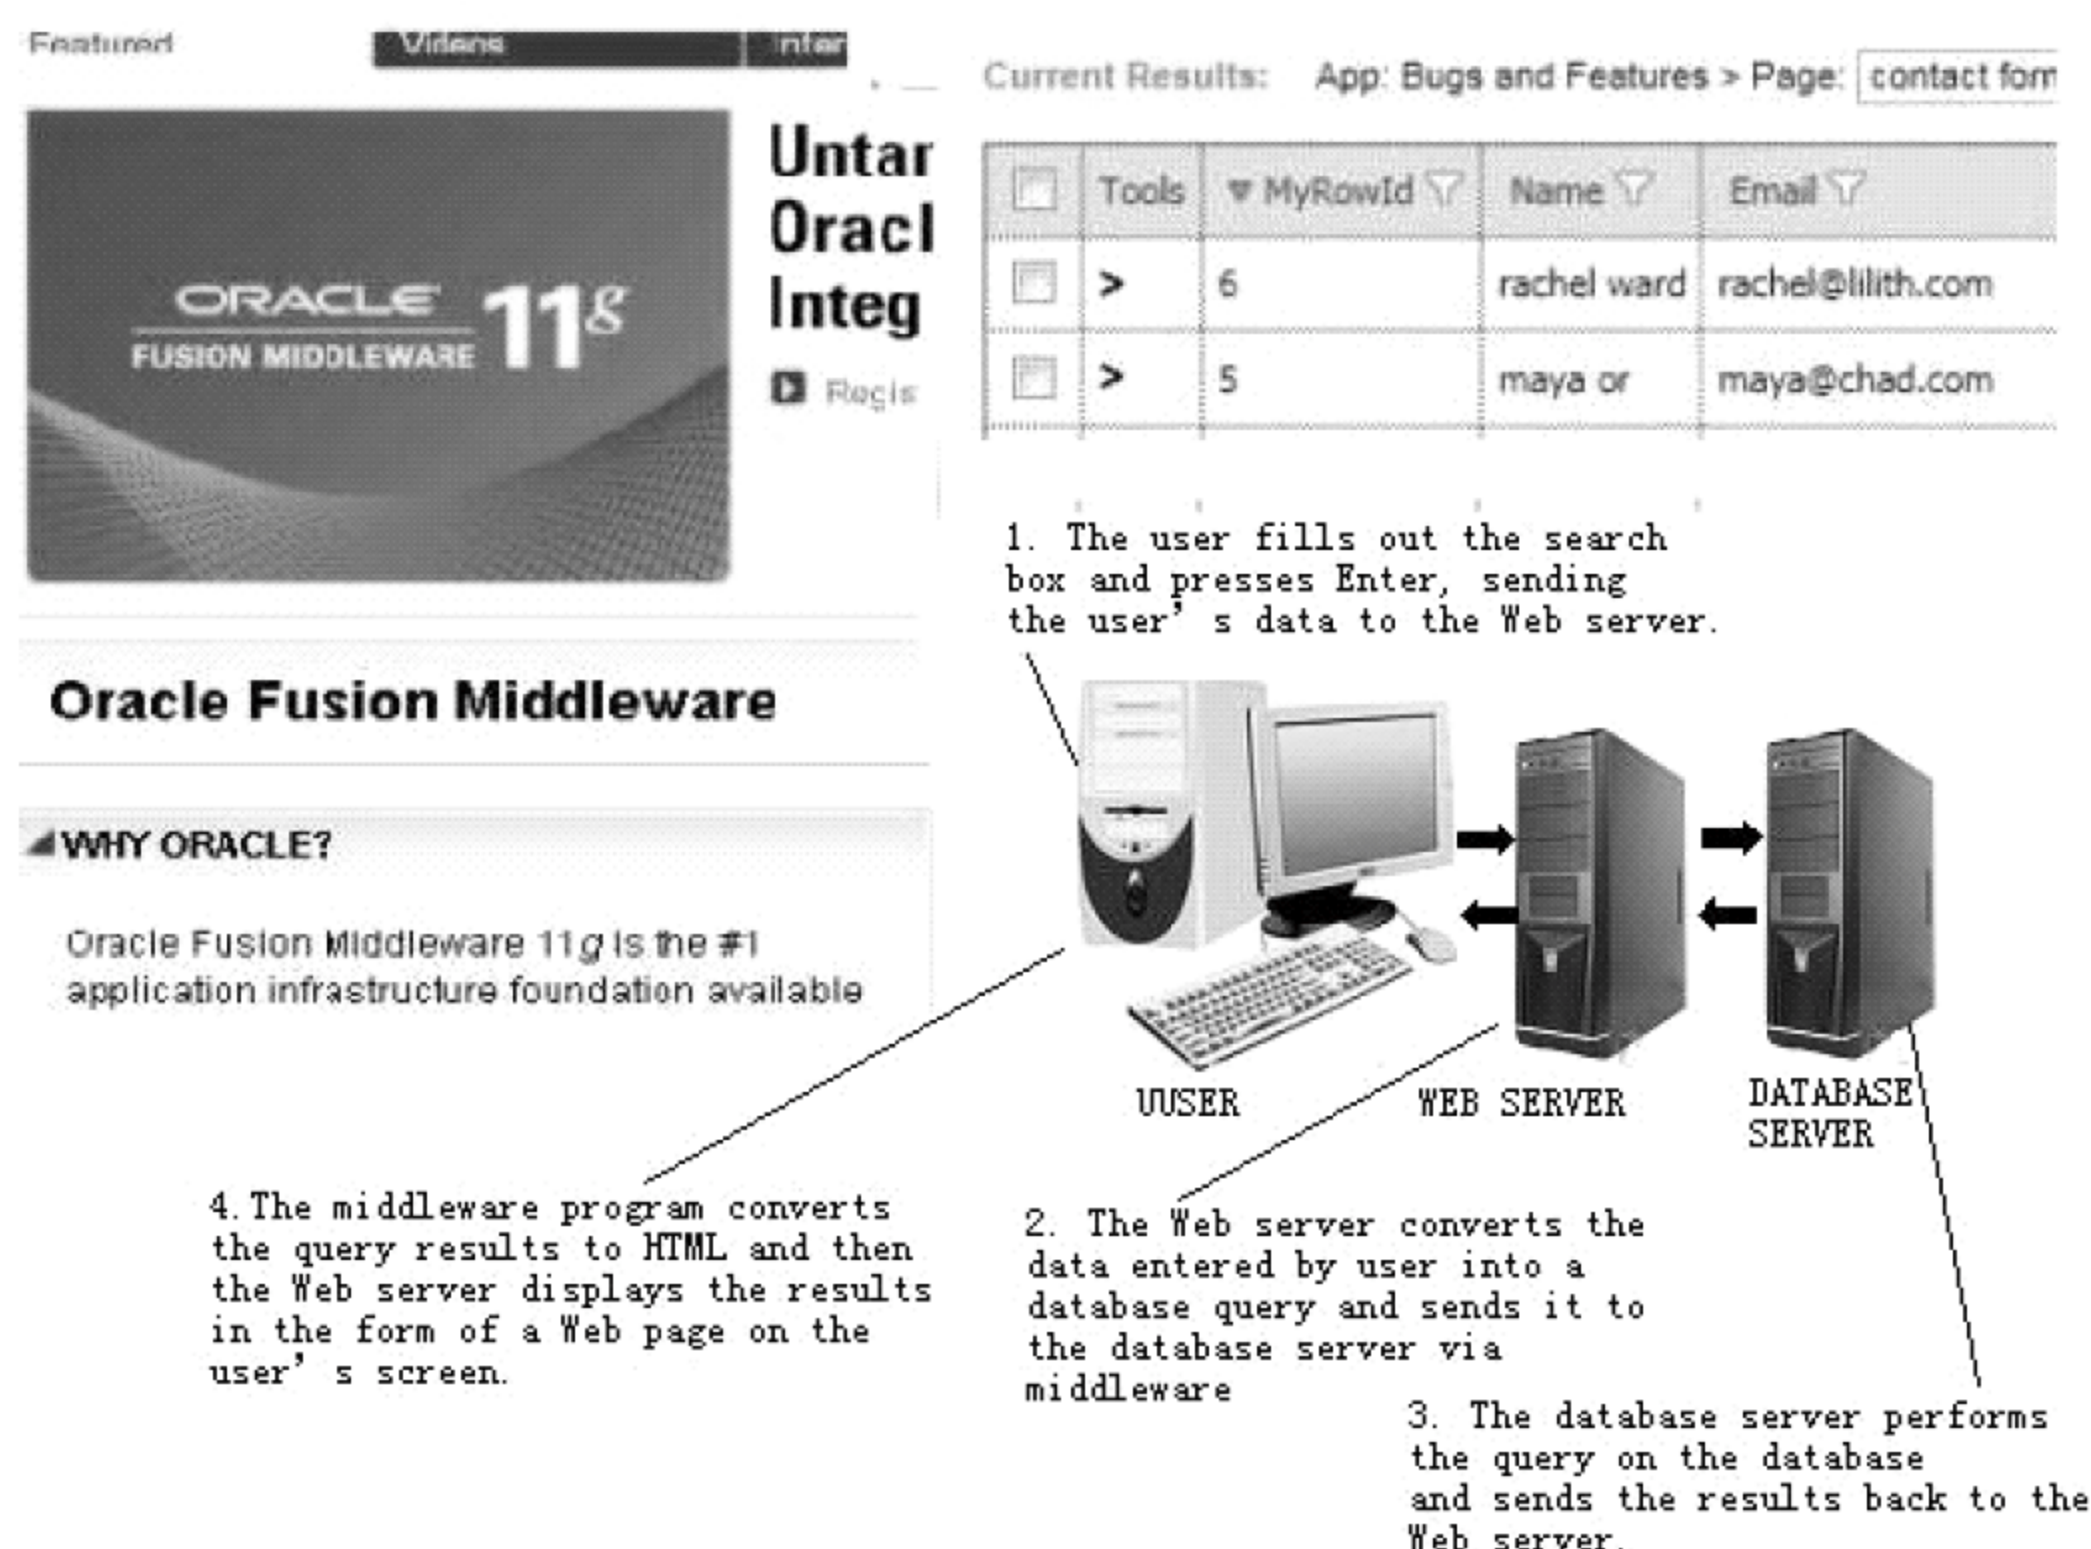 Featured
Videos
Inter
ORACLE 11g
FUSION MIDDLEWARE
Untar
Oracl
Integ
Regis
Oracle Fusion Middleware
WHY ORACLE?
Oracle Fusion Middleware 11g is the #1
application infrastructure foundation available
Current Results: App: Bugs and Features > Page: contact form
Tools MyRowId Name Email
> 6 rachel ward rachel@lilith.com
> 5 maya or maya@chad.com
1. The user fills out the search
box and presses Enter, sending
the user’s data to the Web server.
UUSER
WEB SERVER
DATABASE
SERVER
4.The middleware program converts
the query results to HTML and then
the Web server displays the results
in the form of a Web page on the
user’s screen.
2. The Web server converts the
data entered by user into a
database query and sends it to
the database server via
middleware
3. The database server performs
the query on the database
and sends the results back to the
Web server.